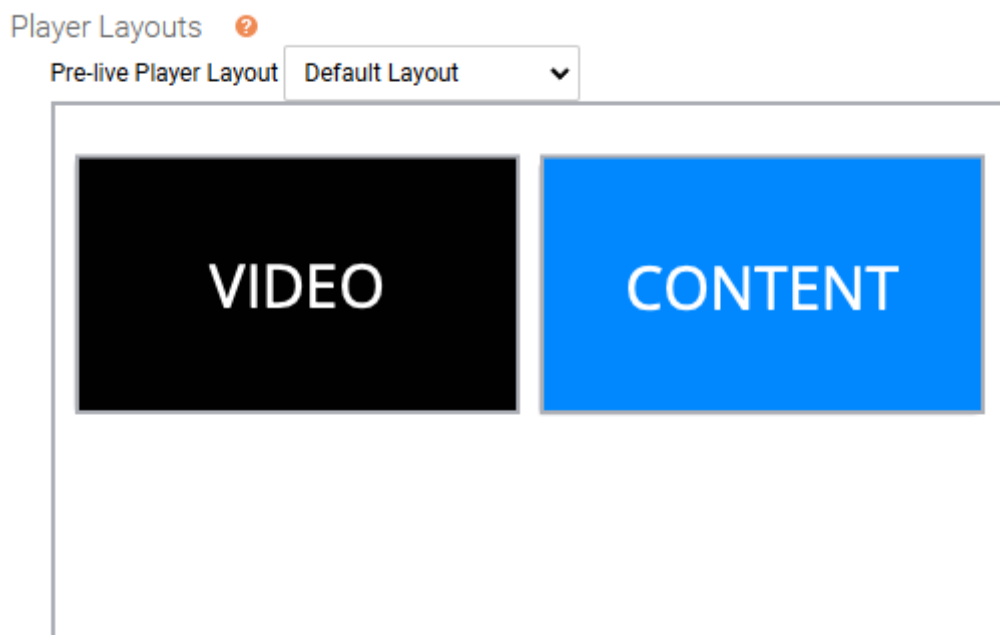 Player Layouts ?
Pre-live Player Layout Default Layout
VIDEO CONTENT